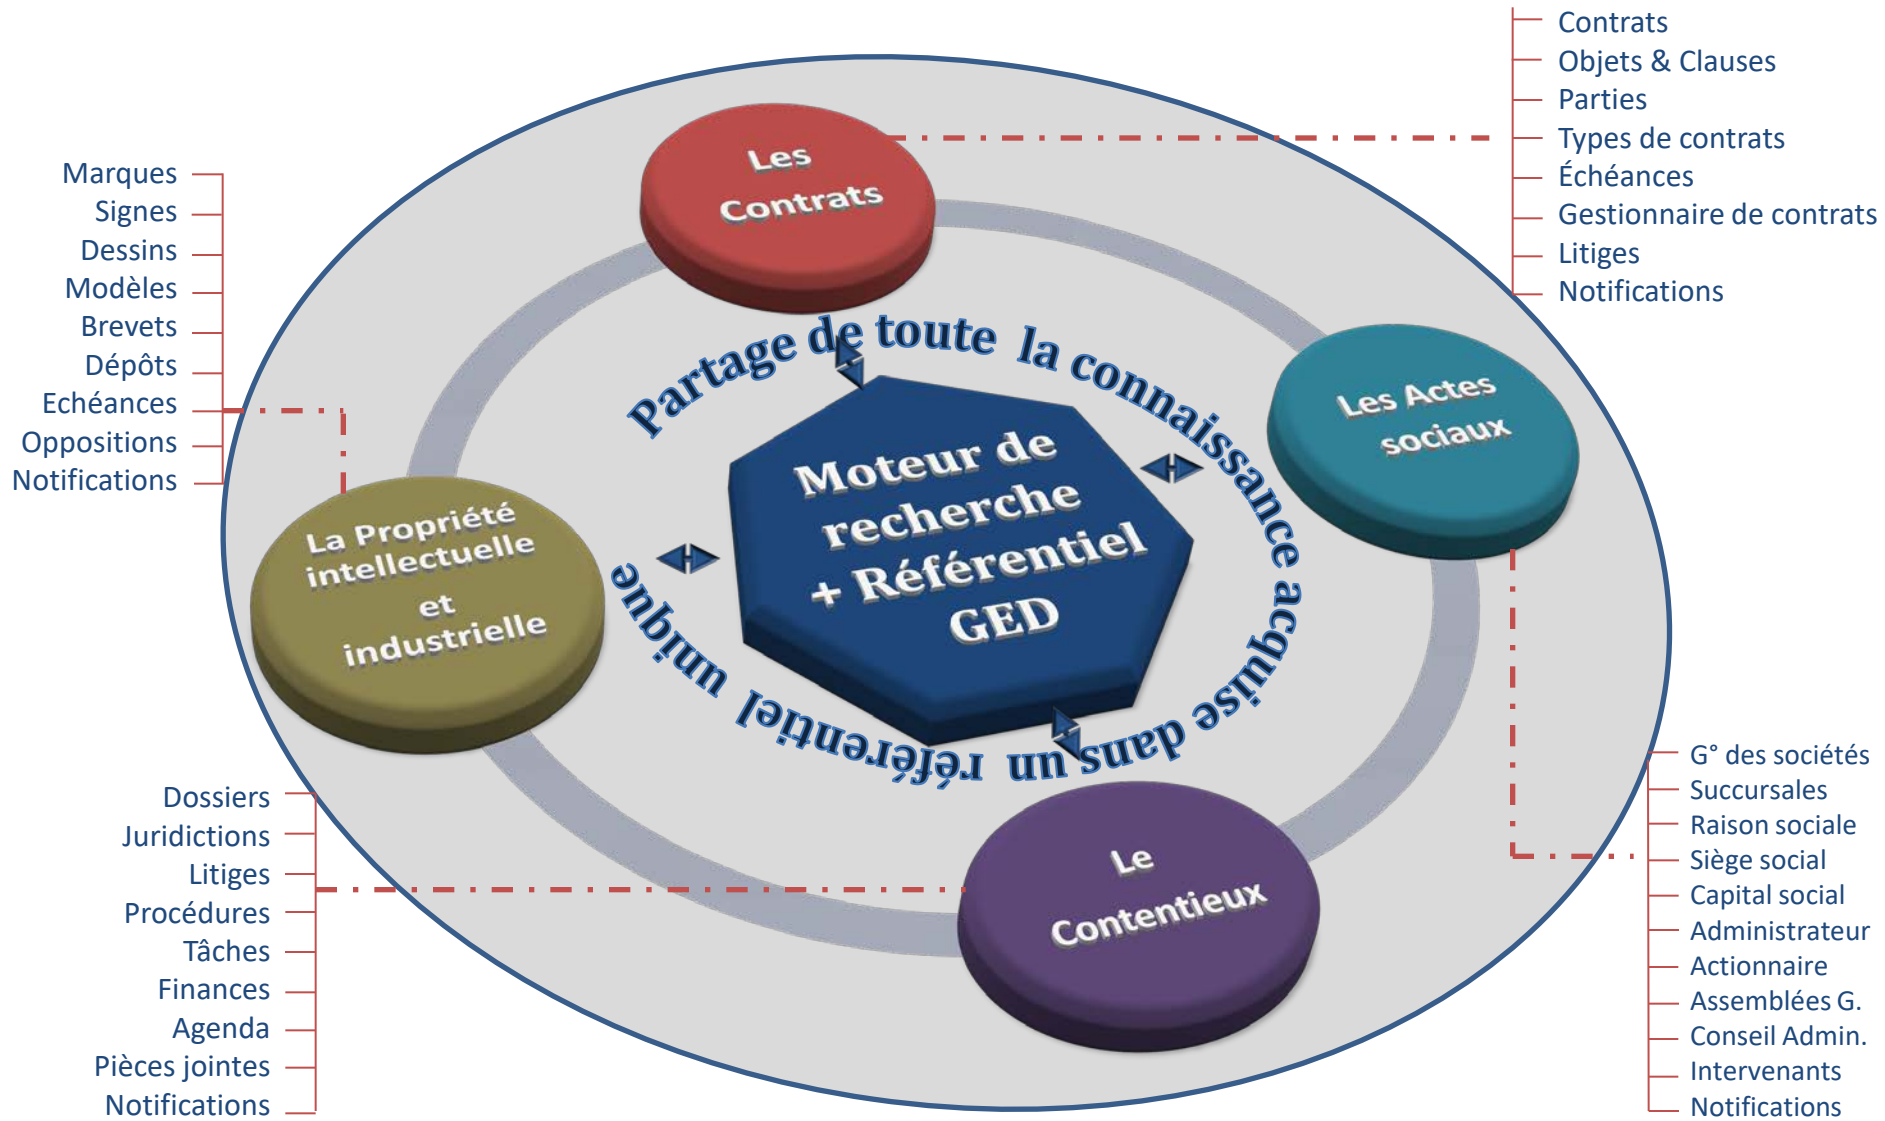 Contrats
Objets & Clauses
Parties
Types de contrats
Échéances
Gestionnaire de contrats
Litiges
Notifications
Marques
Signes
Dessins
Modèles
Brevets
Dépôts
Echéances
Oppositions
Notifications
Les
Contrats
Les Actes
sociaux
Partage de toute la connaissance acquise dans un référentiel unique
Moteur de
recherche
+ Référentiel
GED
La Propriété
intellectuelle
et
industrielle
Le
Contentieux
Dossiers
Juridictions
Litiges
Procédures
Tâches
Finances
Agenda
Pièces jointes
Notifications
G° des sociétés
Succursales
Raison sociale
Siège social
Capital social
Administrateur
Actionnaire
Assemblées G.
Conseil Admin.
Intervenants
Notifications